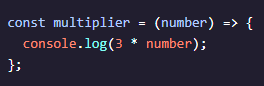 const multiplier = (number) => {
  console.log(3 * number);
};